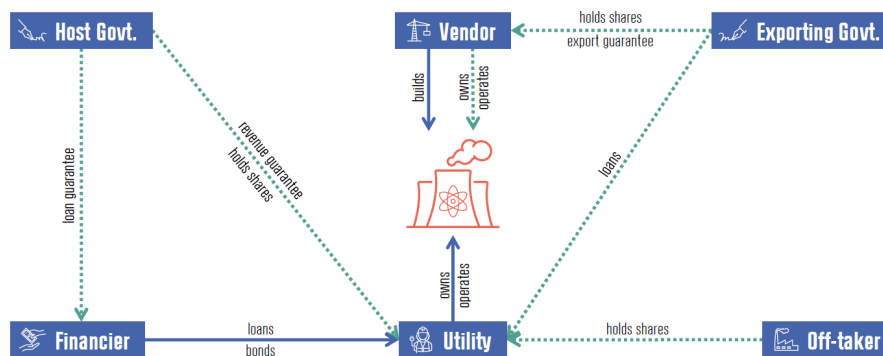 Host Govt.
Vendor
holds shares
export guarantee
Exporting Govt.
builds
owns
operates
loan guarantee
revenue guarantee
holds shares
loans
owns
operates
Financier
loans
bonds
Utility
holds shares
Off-taker